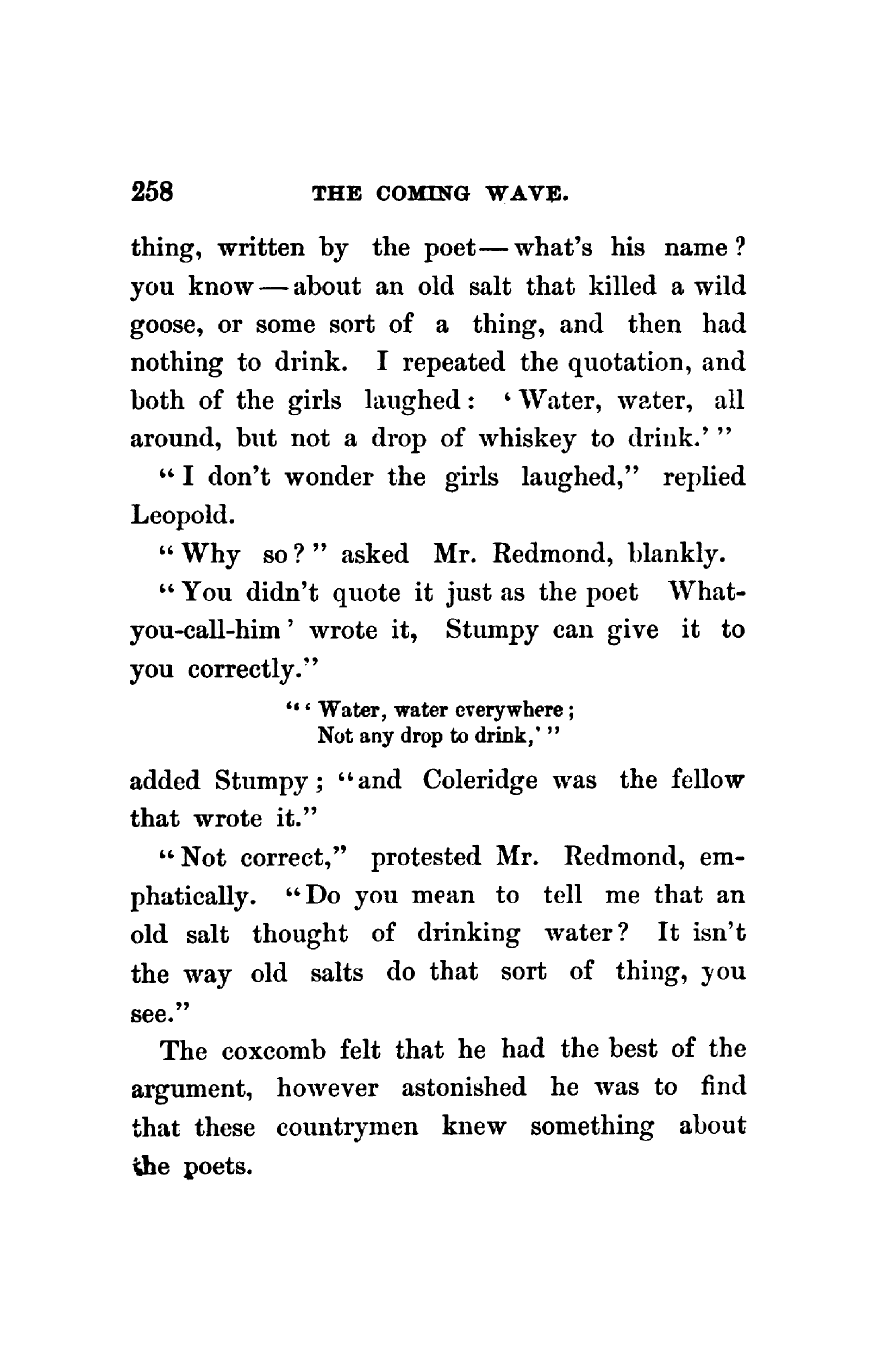 258 THE COMING WAVE.
thing, written by the poet — what's his name?
you know — about an old salt that killed a wild
goose, or some sort of a thing, and then had
nothing to drink. I repeated the quotation, and
both of the girls laughed: ‘Water, water, all
around, but not a drop of whiskey to drink.’”
“I don't wonder the girls laughed,” replied
Leopold.
“Why so?” asked Mr. Redmond, blankly.
“You didn't quote it just as the poet What-
you-call-him’ wrote it, Stumpy can give it to
you correctly.”
“‘Water, water everywhere;
Not any drop to drink,’”
added Stumpy; “and Coleridge was the fellow
that wrote it.”
“Not correct,” protested Mr. Redmond, em-
phatically. “Do you mean to tell me that an
old salt thought of drinking water? It isn't
the way old salts do that sort of thing, you
see.”
The coxcomb felt that he had the best of the
argument, however astonished he was to find
that these countrymen knew something about
the poets.